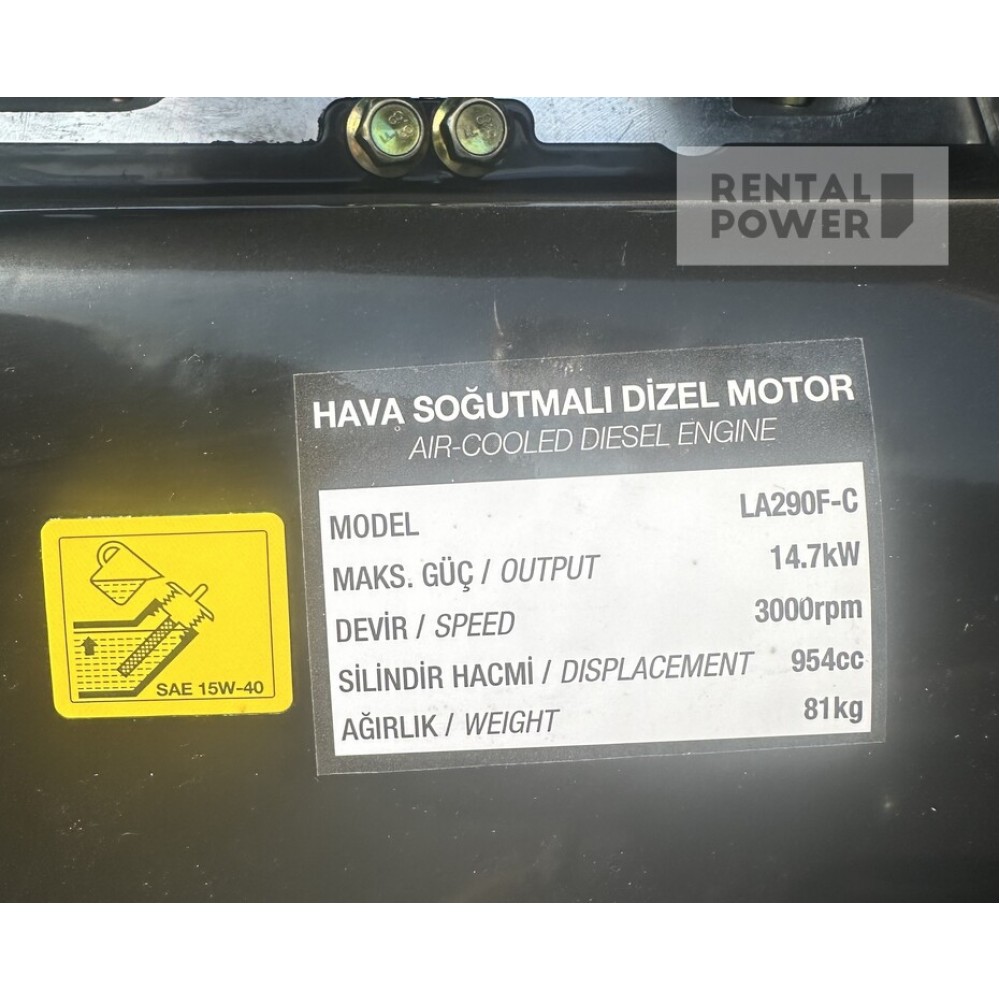 RENTAL
POWER
HAVA SOĞUTMALI DİZEL MOTOR
AIR-COOLED DIESEL ENGINE
MODEL LA290F-C
MAKS. GÜÇ / OUTPUT 14.7kW
DEVİR / SPEED 3000rpm
SİLİNDİR HACMİ / DISPLACEMENT 954cc
AĞIRLIK / WEIGHT 81kg
SAE 15W-40